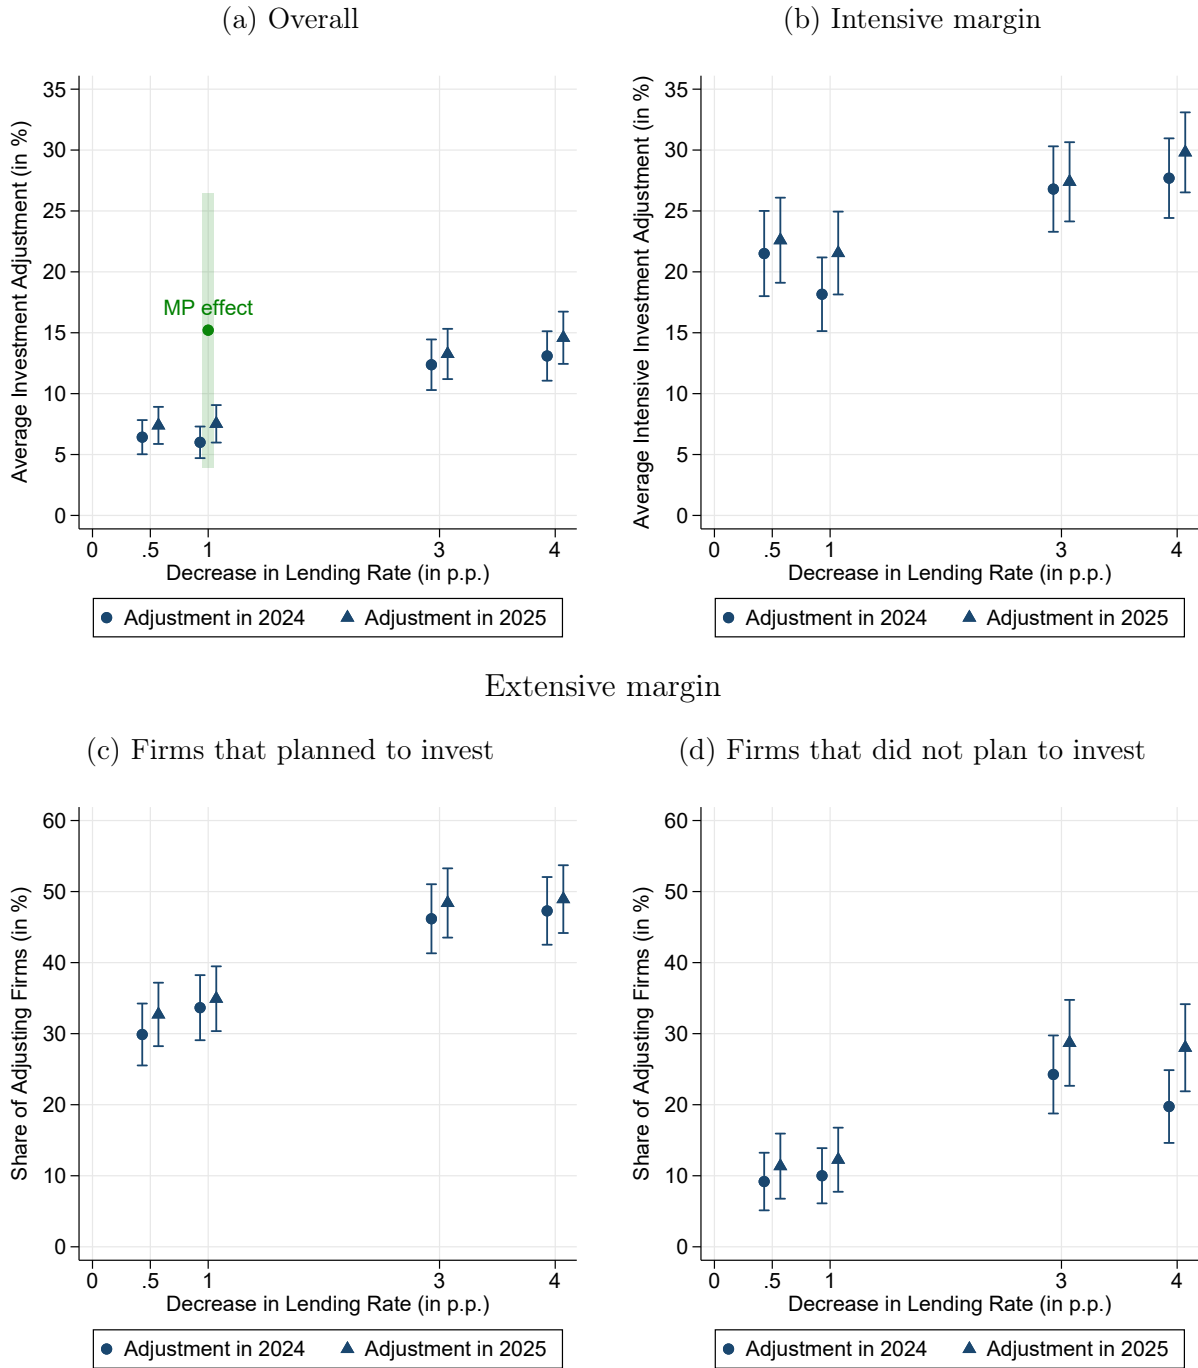 (a) Overall
Average Investment Adjustment (in %)
35
30
25
20
15
10
5
0
MP effect
0 .5 1 3 4
Decrease in Lending Rate (in p.p.)
Adjustment in 2024 Adjustment in 2025
(b) Intensive margin
Average Intensive Investment Adjustment (in %)
35
30
25
20
15
10
5
0
0 .5 1 3 4
Decrease in Lending Rate (in p.p.)
Adjustment in 2024 Adjustment in 2025
Extensive margin
(c) Firms that planned to invest
Share of Adjusting Firms (in %)
60
50
40
30
20
10
0
0 .5 1 3 4
Decrease in Lending Rate (in p.p.)
Adjustment in 2024 Adjustment in 2025
(d) Firms that did not plan to invest
Share of Adjusting Firms (in %)
60
50
40
30
20
10
0
0 .5 1 3 4
Decrease in Lending Rate (in p.p.)
Adjustment in 2024 Adjustment in 2025